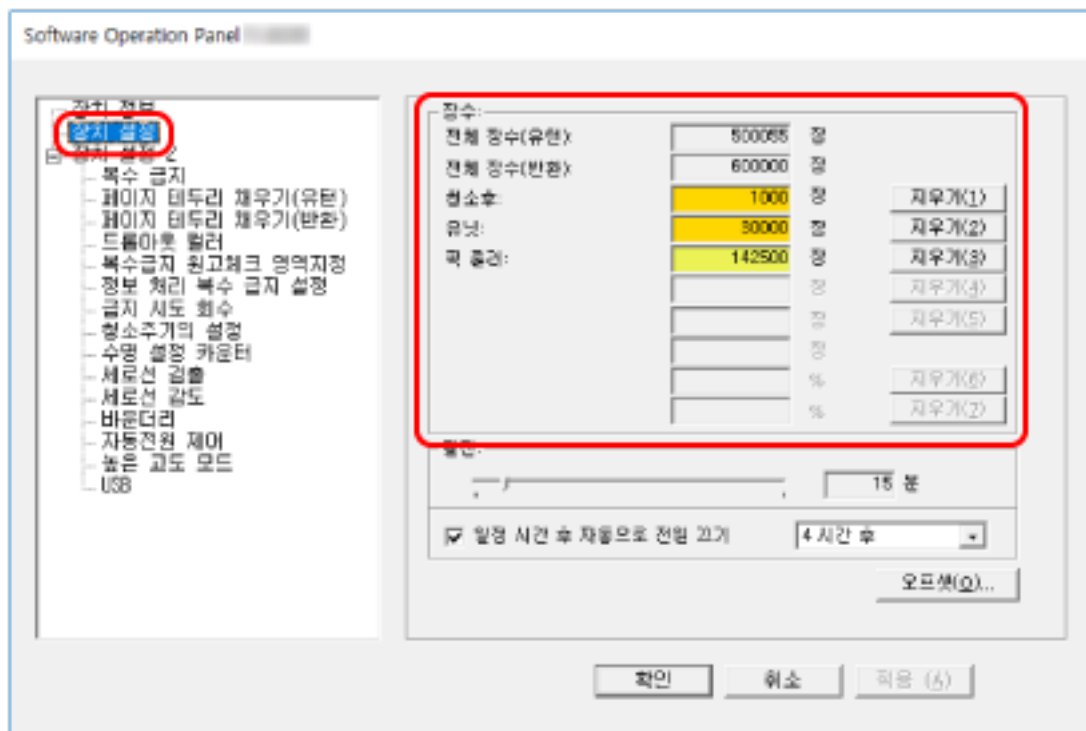 Software Operation Panel
장치 정보
장치 설정
장치 설정 2
복수 급지
페이지 테두리 채우기(유턴)
페이지 테두리 채우기(반환)
드롭아웃 컬러
복수급지 원고체크 영역지정
정보 처리 복수 급지 설정
급지 시도 회수
청소주기의 설정
수명 설정 카운터
세로선 검출
세로선 감도
바운더리
자동전원 제어
높은 고도 모드
USB
장수:
전체 장수(유턴): 장
전체 장수(반환): 600000 장
청소후: 1000 장 지우기(1)
유닛: 30000 장 지우기(2)
픽 롤러: 142500 장 지우기(3)
장 지우기(4)
장 지우기(5)
장
% 지우기(6)
% 지우기(7)
15 분
일정 시간 후 자동으로 전원 끄기 4 시간 후
오프셋(O)...
확인 취소 적용 (A)